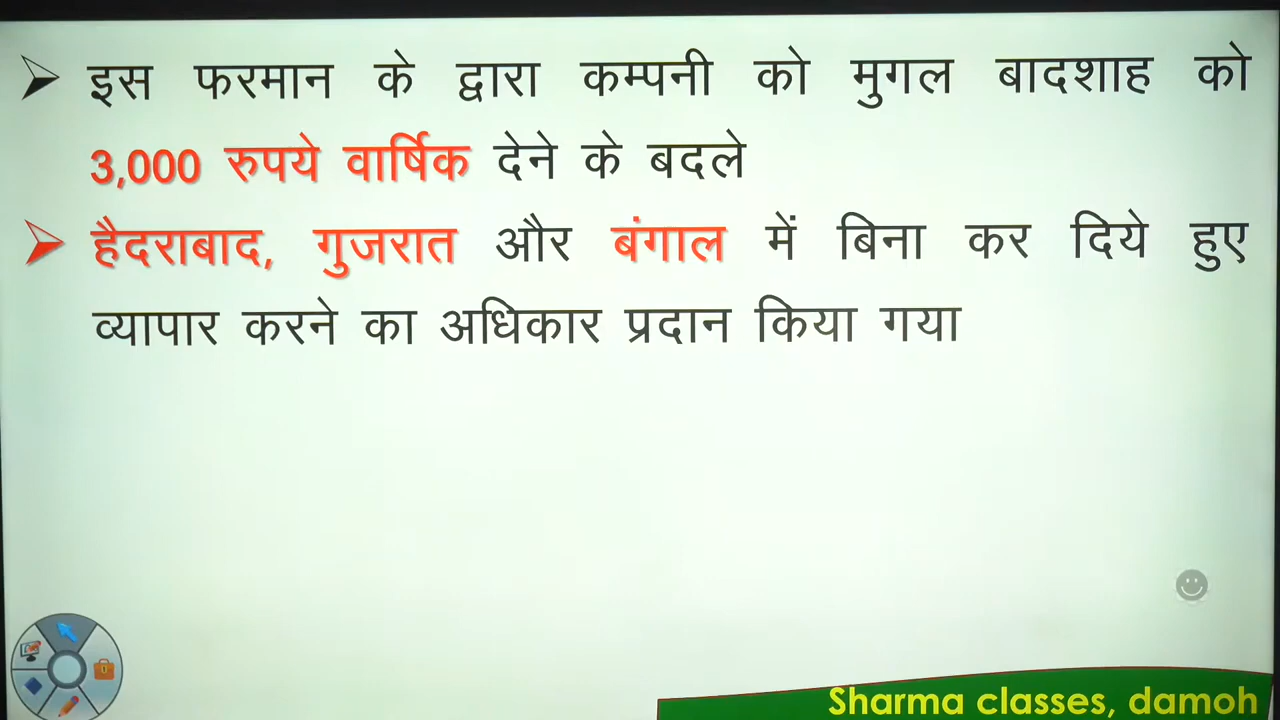 इस फरमान के द्वारा कम्पनी को मुगल बादशाह को
3,000 रुपये वार्षिक देने के बदले
हैदराबाद, गुजरात और बंगाल में बिना कर दिये हुए
व्यापार करने का अधिकार प्रदान किया गया
Sharma classes, damoh